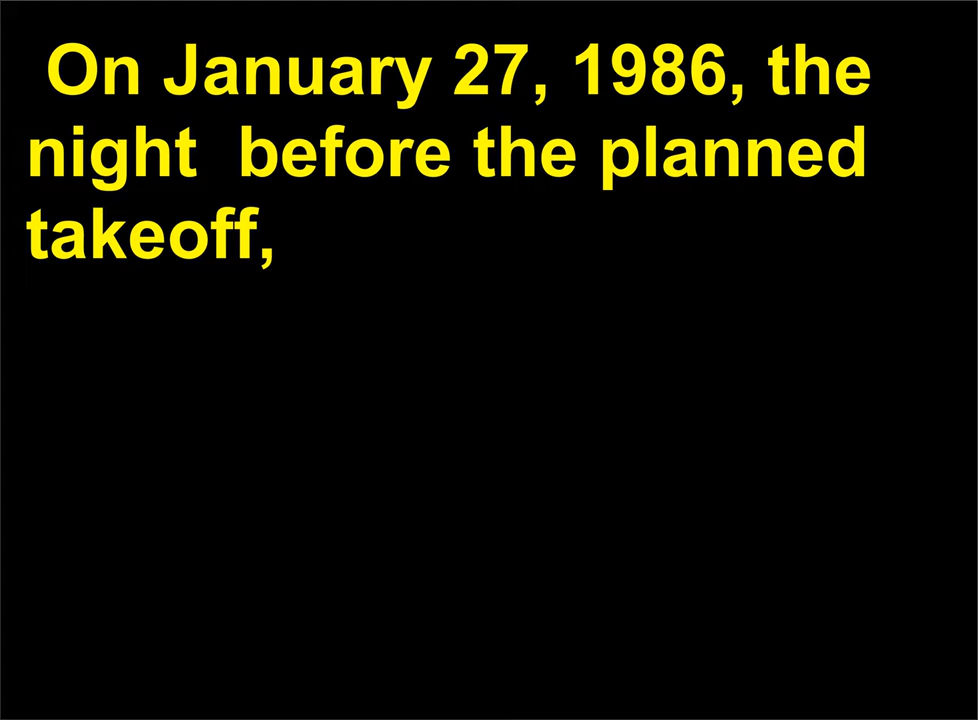 On January 27, 1986, the
night  before the planned
takeoff,